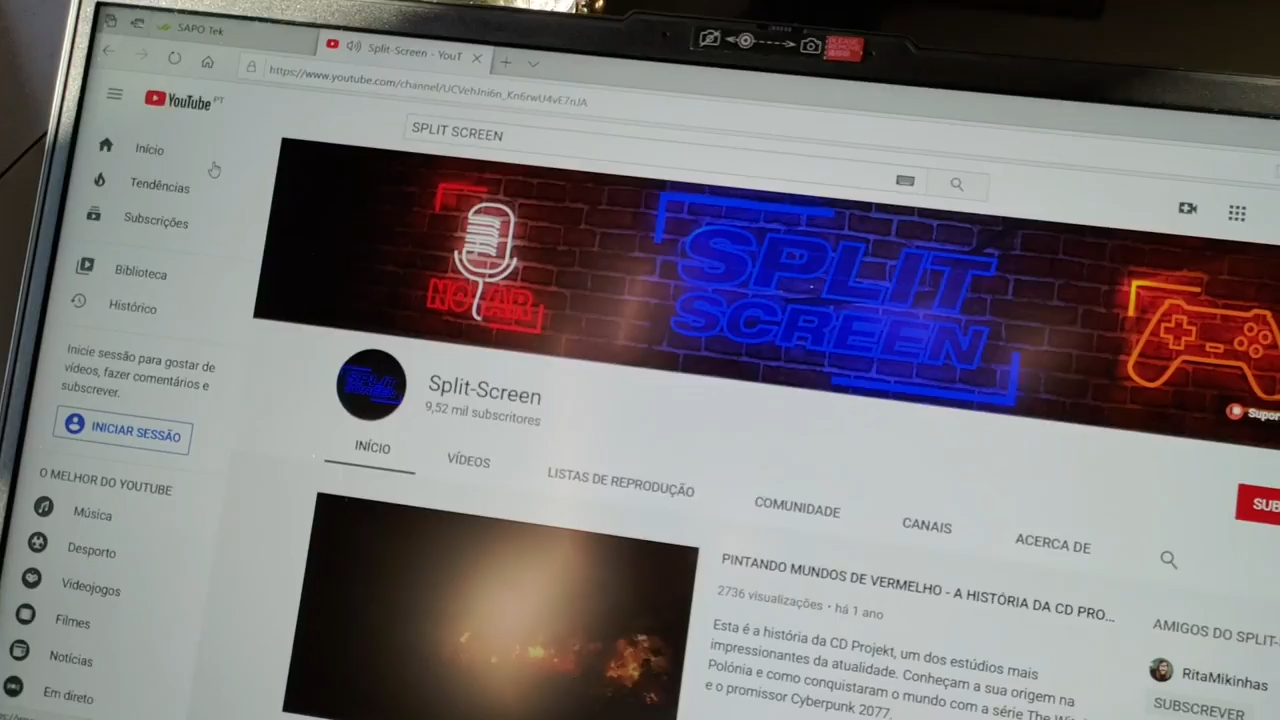 SAPO Tek
Split-Screen - YouT
https://www.youtube.com/channel/UCVehJni6n_Kn6rwU4vE7nJA
YouTube PT
SPLIT SCREEN
Início
Tendências
Subscrições
Biblioteca
Histórico
Inicie sessão para gostar de
vídeos, fazer comentários e
subscrever.
INICIAR SESSÃO
O MELHOR DO YOUTUBE
Música
Desporto
Videojogos
Filmes
Notícias
Em direto
NO AR
SPLIT
SCREEN
Supor
Split-Screen
9,52 mil subscritores
SUB
INÍCIO
VÍDEOS
LISTAS DE REPRODUÇÃO
COMUNIDADE
CANAIS
ACERCA DE
PINTANDO MUNDOS DE VERMELHO - A HISTÓRIA DA CD PRO...
2736 visualizações • há 1 ano
Esta é a história da CD Projekt, um dos estúdios mais
impressionantes da atualidade. Conheçam a sua origem na
Polónia e como conquistaram o mundo com a série The Wi
e o promissor Cyberpunk 2077.
AMIGOS DO SPLIT-
RitaMikinhas
SUBSCREVER